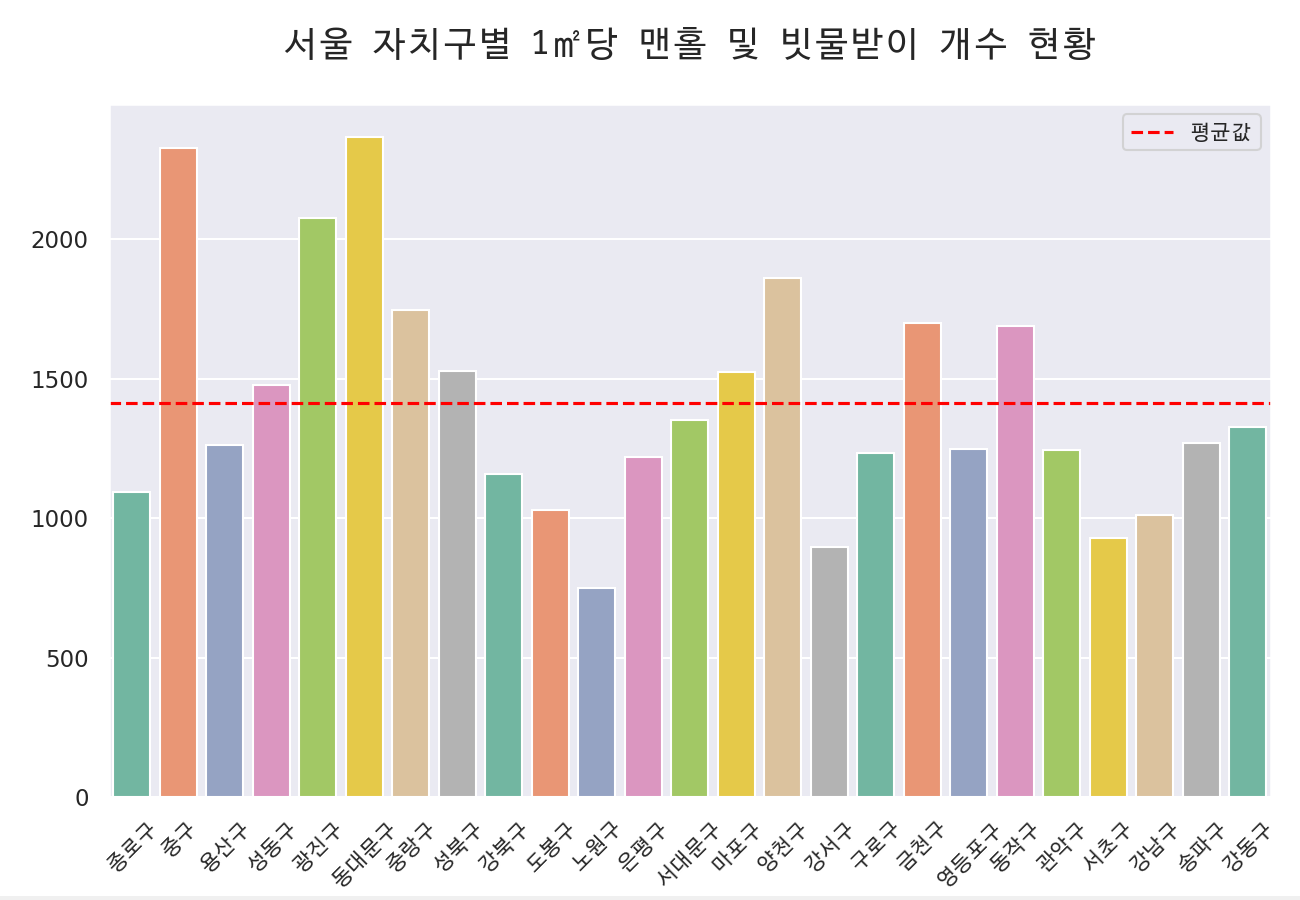 서울 자치구별 1㎡당 맨홀 및 빗물받이 개수 현황
평균값
2000
1500
1000
500
0
종로구
중구
용산구
성동구
광진구
동대문구
중랑구
성북구
강북구
도봉구
노원구
은평구
서대문구
마포구
양천구
강서구
구로구
금천구
영등포구
동작구
관악구
서초구
강남구
송파구
강동구